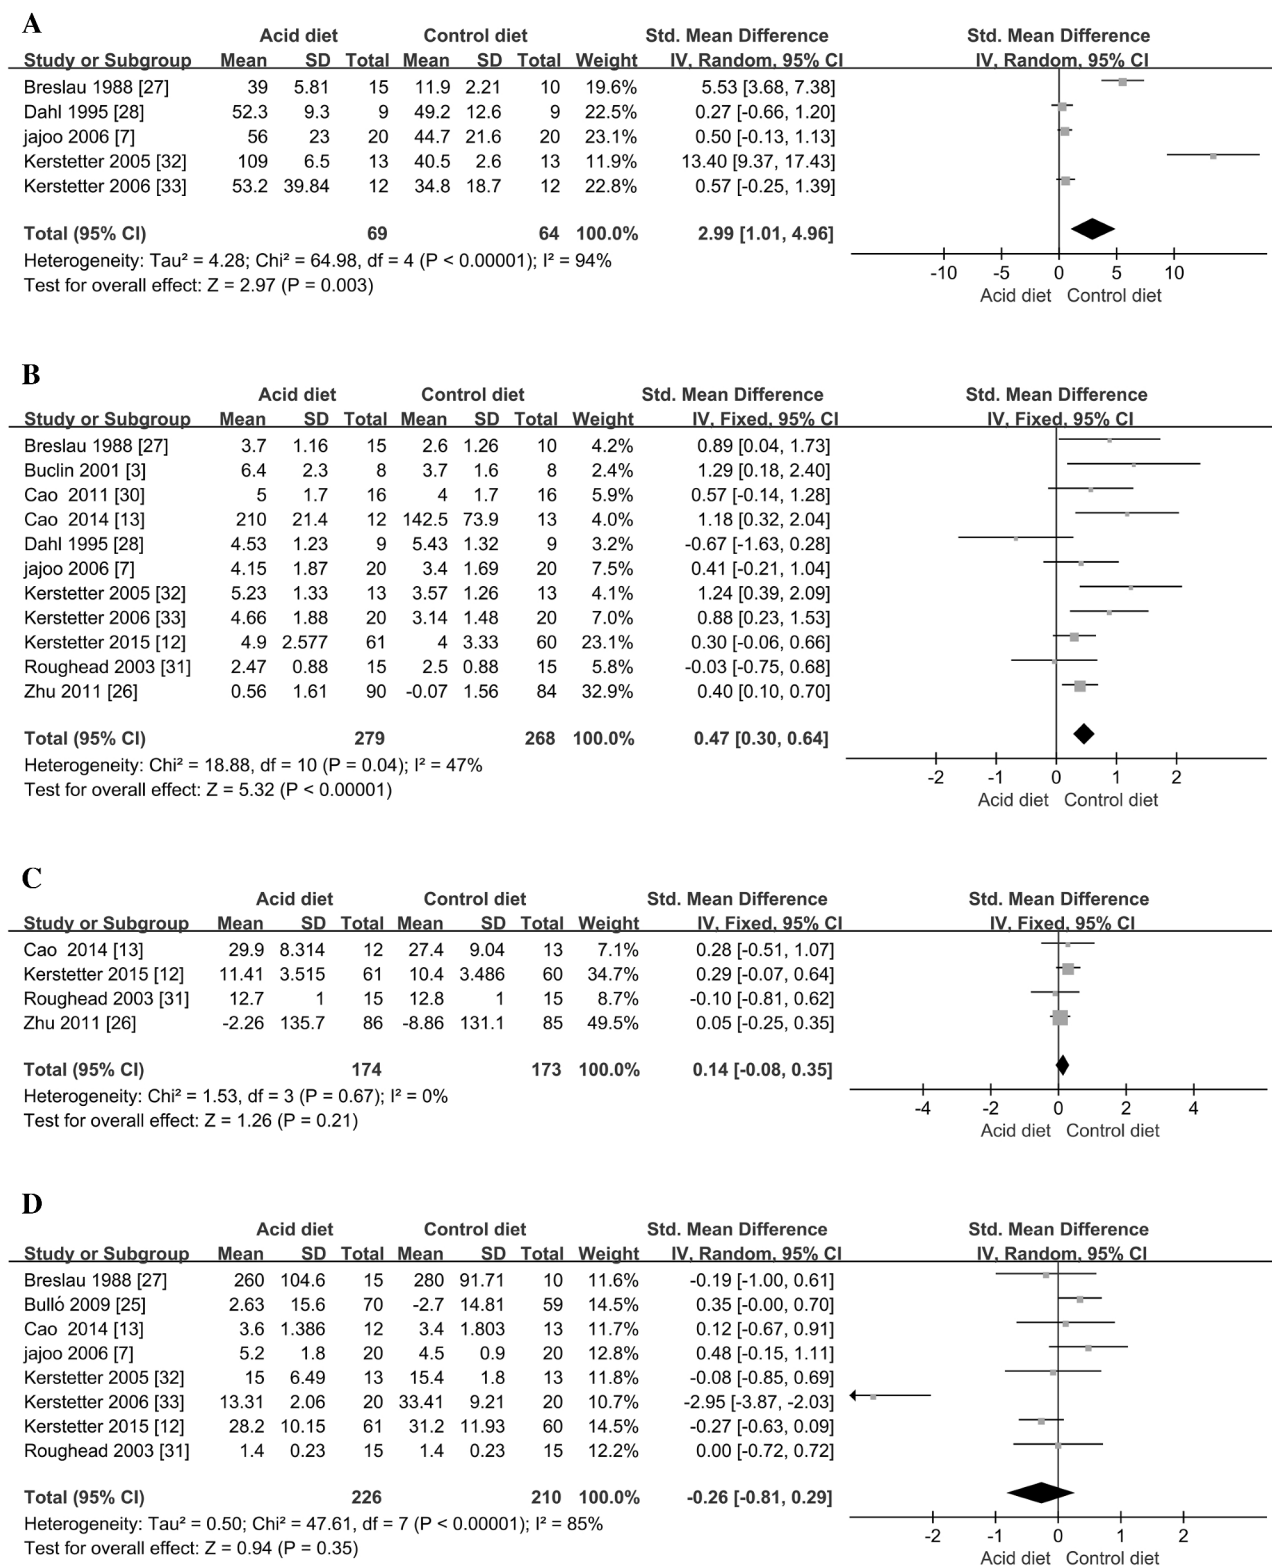 A
Acid diet Control diet Std. Mean Difference Std. Mean Difference
Study or Subgroup Mean SD Total Mean SD Total Weight IV, Random, 95% CI IV, Random, 95% CI
Breslau 1988 [27] 39 5.81 15 11.9 2.21 10 19.6% 5.53 [3.68, 7.38]
Dahl 1995 [28] 52.3 9.3 9 49.2 12.6 9 22.5% 0.27 [-0.66, 1.20]
jajoo 2006 [7] 56 23 20 44.7 21.6 20 23.1% 0.50 [-0.13, 1.13]
Kerstetter 2005 [32] 109 6.5 13 40.5 2.6 13 11.9% 13.40 [9.37, 17.43]
Kerstetter 2006 [33] 53.2 39.84 12 34.8 18.7 12 22.8% 0.57 [-0.25, 1.39]
Total (95% CI) 69 64 100.0% 2.99 [1.01, 4.96]
Heterogeneity: Tau² = 4.28; Chi² = 64.98, df = 4 (P < 0.00001); I² = 94%
Test for overall effect: Z = 2.97 (P = 0.003)
-10 -5 0 5 10
Acid diet Control diet
B
Acid diet Control diet Std. Mean Difference Std. Mean Difference
Study or Subgroup Mean SD Total Mean SD Total Weight IV, Fixed, 95% CI IV, Fixed, 95% CI
Breslau 1988 [27] 3.7 1.16 15 2.6 1.26 10 4.2% 0.89 [0.04, 1.73]
Buclin 2001 [3] 6.4 2.3 8 3.7 1.6 8 2.4% 1.29 [0.18, 2.40]
Cao 2011 [30] 5 1.7 16 4 1.7 16 5.9% 0.57 [-0.14, 1.28]
Cao 2014 [13] 210 21.4 12 142.5 73.9 13 4.0% 1.18 [0.32, 2.04]
Dahl 1995 [28] 4.53 1.23 9 5.43 1.32 9 3.2% -0.67 [-1.63, 0.28]
jajoo 2006 [7] 4.15 1.87 20 3.4 1.69 20 7.5% 0.41 [-0.21, 1.04]
Kerstetter 2005 [32] 5.23 1.33 13 3.57 1.26 13 4.1% 1.24 [0.39, 2.09]
Kerstetter 2006 [33] 4.66 1.88 20 3.14 1.48 20 7.0% 0.88 [0.23, 1.53]
Kerstetter 2015 [12] 4.9 2.577 61 4 3.33 60 23.1% 0.30 [-0.06, 0.66]
Roughead 2003 [31] 2.47 0.88 15 2.5 0.88 15 5.8% -0.03 [-0.75, 0.68]
Zhu 2011 [26] 0.56 1.61 90 -0.07 1.56 84 32.9% 0.40 [0.10, 0.70]
Total (95% CI) 279 268 100.0% 0.47 [0.30, 0.64]
Heterogeneity: Chi² = 18.88, df = 10 (P = 0.04); I² = 47%
Test for overall effect: Z = 5.32 (P < 0.00001)
-2 -1 0 1 2
Acid diet Control diet
C
Acid diet Control diet Std. Mean Difference Std. Mean Difference
Study or Subgroup Mean SD Total Mean SD Total Weight IV, Fixed, 95% CI IV, Fixed, 95% CI
Cao 2014 [13] 29.9 8.314 12 27.4 9.04 13 7.1% 0.28 [-0.51, 1.07]
Kerstetter 2015 [12] 11.41 3.515 61 10.4 3.486 60 34.7% 0.29 [-0.07, 0.64]
Roughead 2003 [31] 12.7 1 15 12.8 1 15 8.7% -0.10 [-0.81, 0.62]
Zhu 2011 [26] -2.26 135.7 86 -8.86 131.1 85 49.5% 0.05 [-0.25, 0.35]
Total (95% CI) 174 173 100.0% 0.14 [-0.08, 0.35]
Heterogeneity: Chi² = 1.53, df = 3 (P = 0.67); I² = 0%
Test for overall effect: Z = 1.26 (P = 0.21)
-4 -2 0 2 4
Acid diet Control diet
D
Acid diet Control diet Std. Mean Difference Std. Mean Difference
Study or Subgroup Mean SD Total Mean SD Total Weight IV, Random, 95% CI IV, Random, 95% CI
Breslau 1988 [27] 260 104.6 15 280 91.71 10 11.6% -0.19 [-1.00, 0.61]
Bulló 2009 [25] 2.63 15.6 70 -2.7 14.81 59 14.5% 0.35 [-0.00, 0.70]
Cao 2014 [13] 3.6 1.386 12 3.4 1.803 13 11.7% 0.12 [-0.67, 0.91]
jajoo 2006 [7] 5.2 1.8 20 4.5 0.9 20 12.8% 0.48 [-0.15, 1.11]
Kerstetter 2005 [32] 15 6.49 13 15.4 1.8 13 11.8% -0.08 [-0.85, 0.69]
Kerstetter 2006 [33] 13.31 2.06 20 33.41 9.21 20 10.7% -2.95 [-3.87, -2.03]
Kerstetter 2015 [12] 28.2 10.15 61 31.2 11.93 60 14.5% -0.27 [-0.63, 0.09]
Roughead 2003 [31] 1.4 0.23 15 1.4 0.23 15 12.2% 0.00 [-0.72, 0.72]
Total (95% CI) 226 210 100.0% -0.26 [-0.81, 0.29]
Heterogeneity: Tau² = 0.50; Chi² = 47.61, df = 7 (P < 0.00001); I² = 85%
Test for overall effect: Z = 0.94 (P = 0.35)
-2 -1 0 1 2
Acid diet Control diet